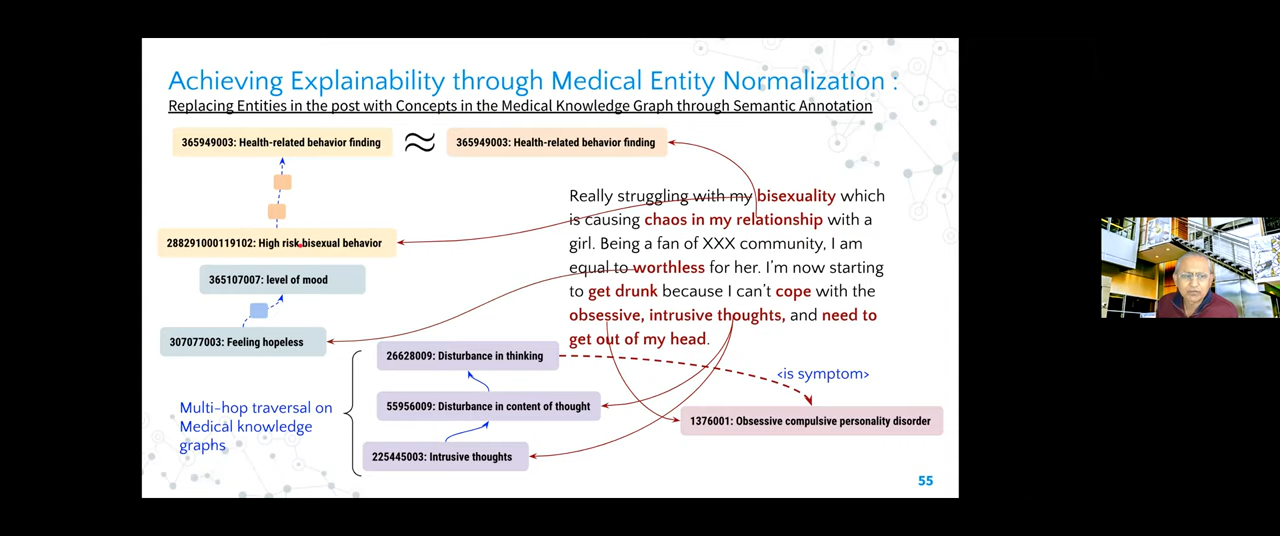 Achieving Explainability through Medical Entity Normalization :
Replacing Entities in the post with Concepts in the Medical Knowledge Graph through Semantic Annotation
365949003: Health-related behavior finding
≈
365949003: Health-related behavior finding
288291000119102: High risk bisexual behavior
365107007: level of mood
307077003: Feeling hopeless
Really struggling with my bisexuality which
is causing chaos in my relationship with a
girl. Being a fan of XXX community, I am
equal to worthless for her. I'm now starting
to get drunk because I can't cope with the
obsessive, intrusive thoughts, and need to
get out of my head.
26628009: Disturbance in thinking
<is symptom>
55956009: Disturbance in content of thought
1376001: Obsessive compulsive personality disorder
225445003: Intrusive thoughts
Multi-hop traversal on
Medical knowledge
graphs
55